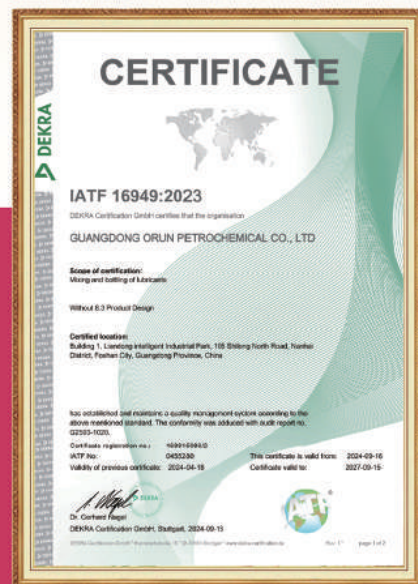 CERTIFICATE
DEKRA
IATF 16949:2023
DEKRA Certification GmbH certifies that the organisation
GUANGDONG ORUN PETROCHEMICAL CO., LTD
Scope of certification:
Mixing and bottling of lubricants
Without 8.3 Product Design
Certified location:
Building 1, Liandong Intelligent Industrial Park, 105 Shilong North Road, Nanhai
District, Foshan City, Guangdong Province, China
has established and maintains a quality management system according to the
above mentioned standard. The conformity was adduced with audit report no.
Certificate registration no.:
IATF No:
This certificate is valid from: 2024-09-16
Validity of previous certificate: 2024-04-18
Certificate valid to: 2027-09-15
DEKRA
Dr. Gerhard Nagel
DEKRA Certification GmbH, Stuttgart, 2024-09-13
IATF
page 1 of 2